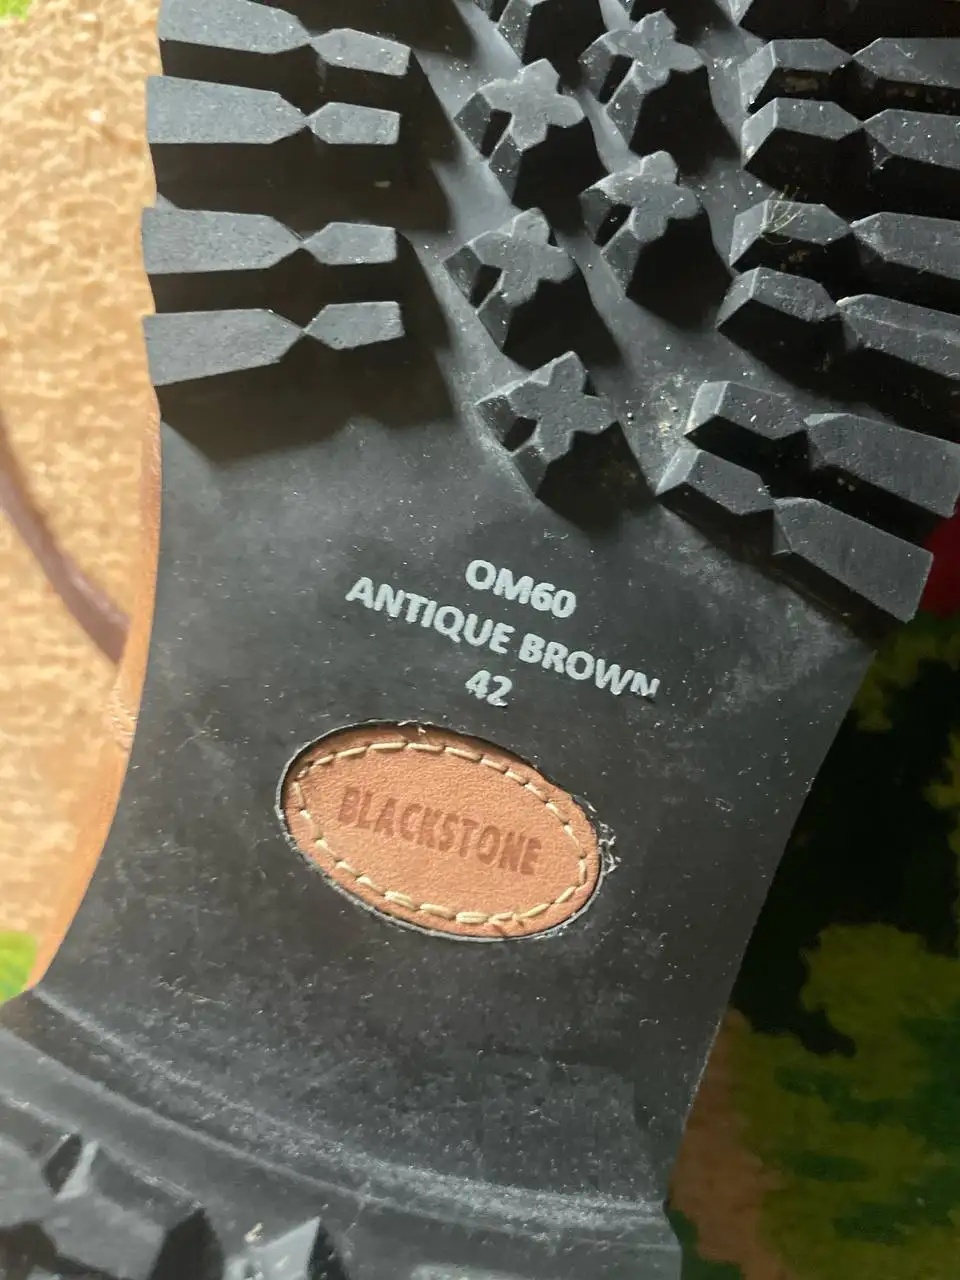 OM60
ANTIQUE BROWN
42
BLACKSTONE